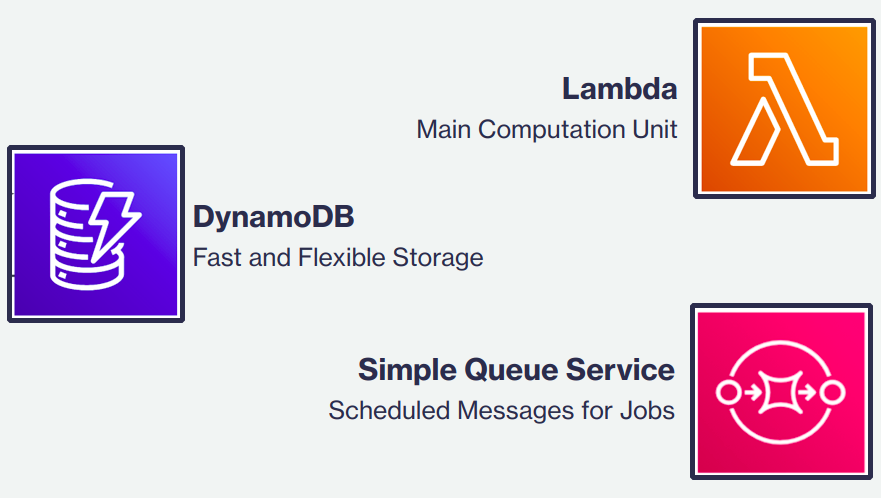 Lambda
Main Computation Unit
DynamoDB
Fast and Flexible Storage
Simple Queue Service
Scheduled Messages for Jobs